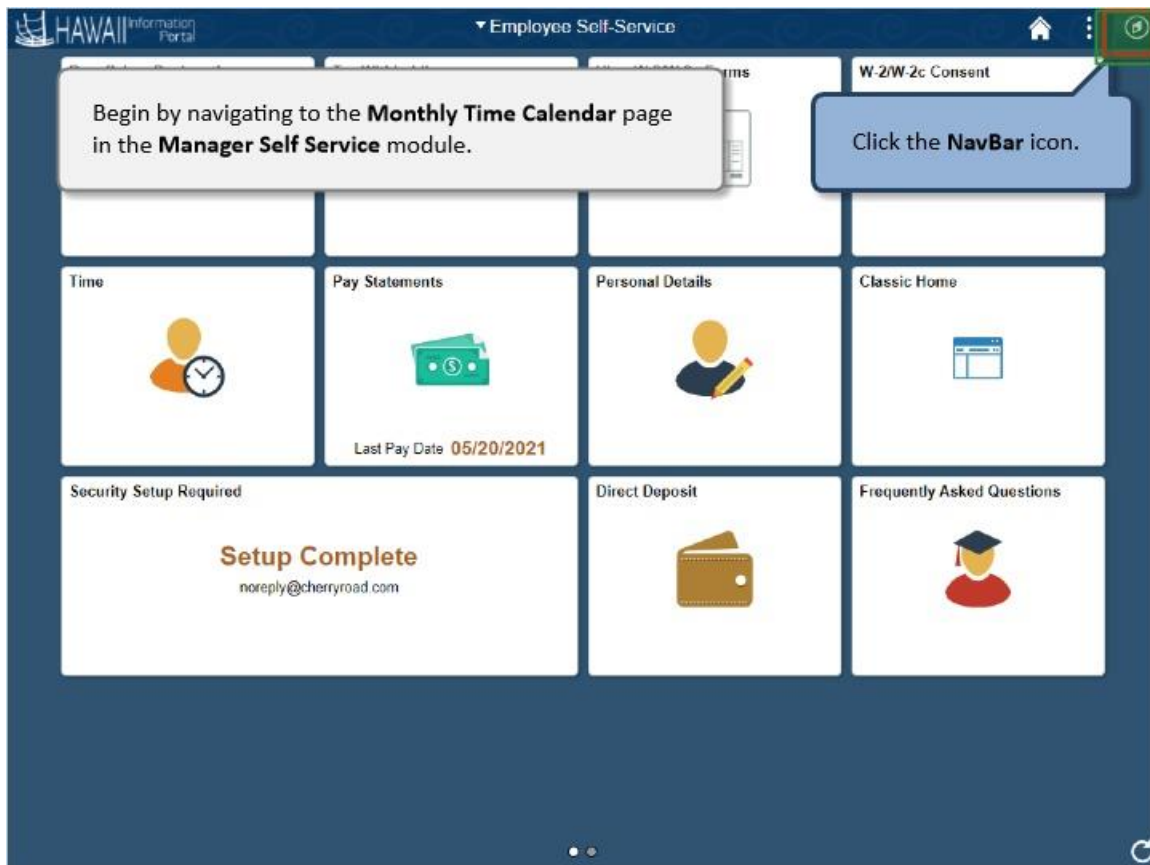 HAWAII Information
Portal
Employee Self-Service
Forms
W-2/W-2c Consent
Begin by navigating to the Monthly Time Calendar page
in the Manager Self Service module.
Click the NavBar icon.
Time
Pay Statements
Personal Details
Classic Home
Last Pay Date 05/20/2021
Security Setup Required
Direct Deposit
Frequently Asked Questions
Setup Complete
noreply@cherryroad.com